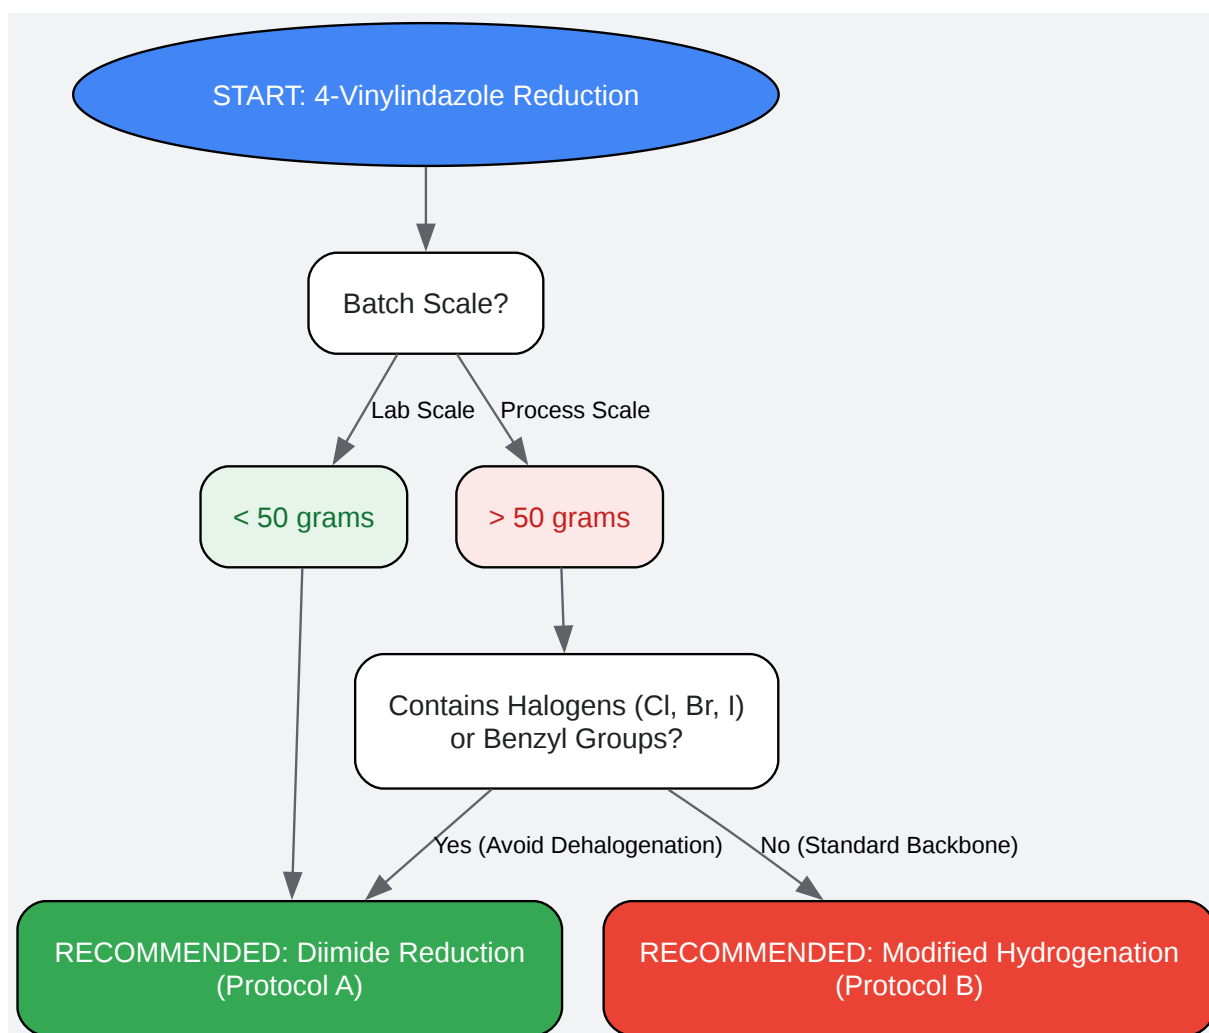 START: 4-Vinylindazole Reduction
Batch Scale?
Lab Scale
Process Scale
< 50 grams
> 50 grams
Contains Halogens (Cl, Br, I)
or Benzyl Groups?
Yes (Avoid Dehalogenation)
No (Standard Backbone)
RECOMMENDED: Diimide Reduction
(Protocol A)
RECOMMENDED: Modified Hydrogenation
(Protocol B)